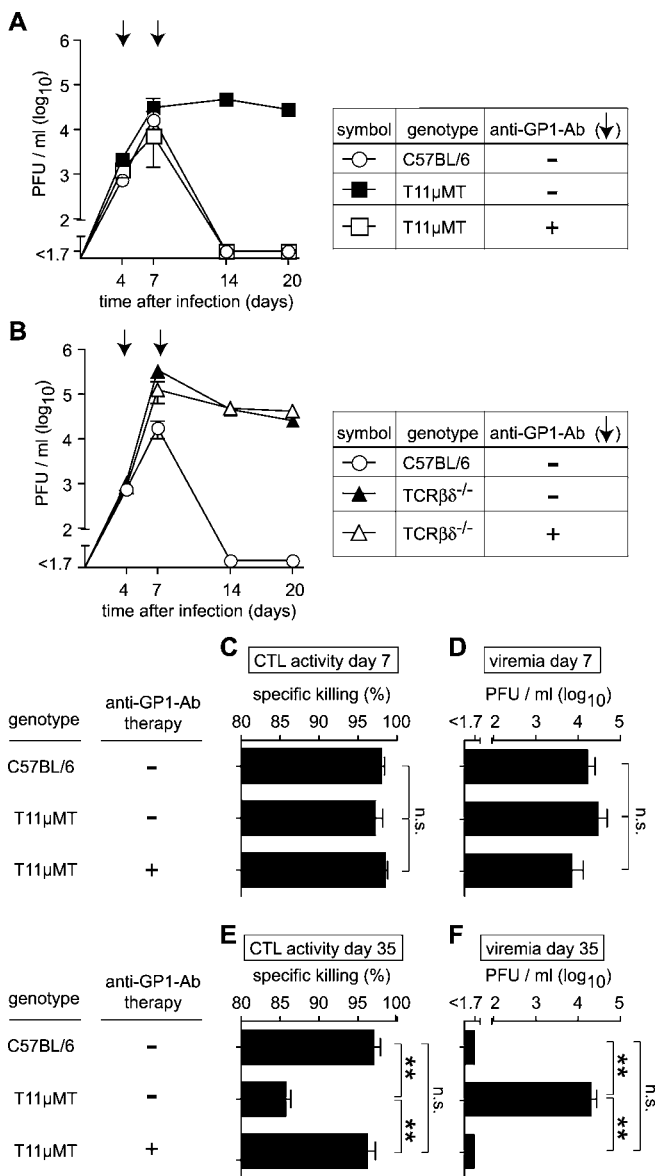 A
6
5
4
3
2
<1.7
PFU / ml (log10)
4 7 14 20
time after infection (days)
symbol genotype anti-GP1-Ab (↓)
C57BL/6 −
T11µMT −
T11µMT +
B
6
5
4
3
2
<1.7
PFU / ml (log10)
4 7 14 20
time after infection (days)
symbol genotype anti-GP1-Ab (↓)
C57BL/6 −
TCRβδ-/- −
TCRβδ-/- +
C CTL activity day 7
specific killing (%)
80 85 90 95 100
D viremia day 7
PFU / ml (log10)
<1.7 2 3 4 5
genotype anti-GP1-Ab
therapy
C57BL/6 −
T11µMT −
T11µMT +
n.s.
n.s.
E CTL activity day 35
specific killing (%)
80 85 90 95 100
F viremia day 35
PFU / ml (log10)
<1.7 2 3 4 5
genotype anti-GP1-Ab
therapy
C57BL/6 −
T11µMT −
T11µMT +
**
**
n.s.
**
**
n.s.